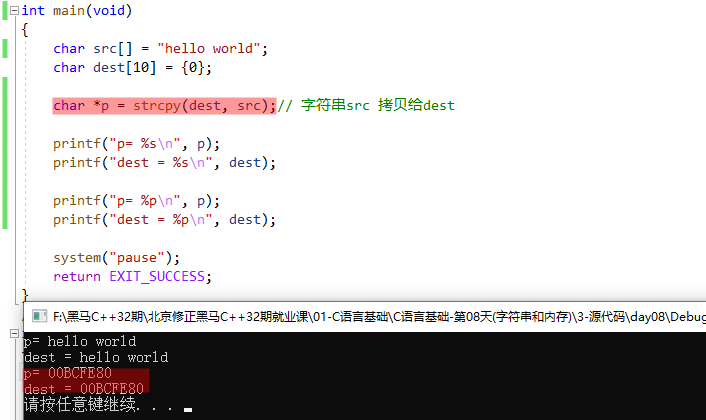 int main(void)
{
char src[] = "hello world";
char dest[10] = {0};
char *p = strcpy(dest, src);// 字符串src 拷贝给dest
printf("p= %s\n", p);
printf("dest = %s\n", dest);
printf("p= %p\n", p);
printf("dest = %p\n", dest);
system("pause");
return EXIT_SUCCESS;
}
F:\黑马C++32期\北京修正黑马C++32期就业课\01-C语言基础\C语言基础-第08天(字符串和内存)\3-源代码\day08\Debug
p= hello world
dest = hello world
p= 00BCFE80
dest = 00BCFE80
请按任意键继续. . .